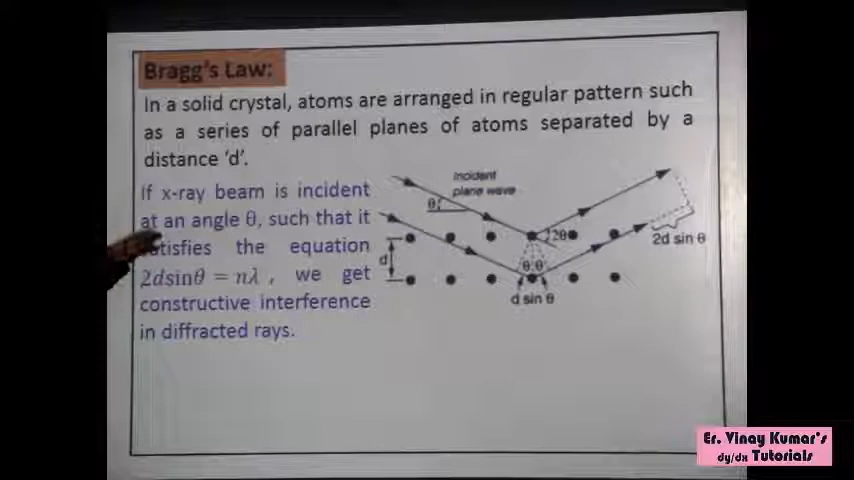 Bragg's Law:
In a solid crystal, atoms are arranged in regular pattern such
as a series of parallel planes of atoms separated by a
distance 'd'.
If x-ray beam is incident
at an angle θ, such that it
satisfies the equation
2dsinθ = nλ , we get
constructive interference
in diffracted rays.
Incident
plane wave
θ
2θ
d
θ θ
d sin θ
2d sin θ
Er. Vinay Kumar's
dy/dx Tutorials